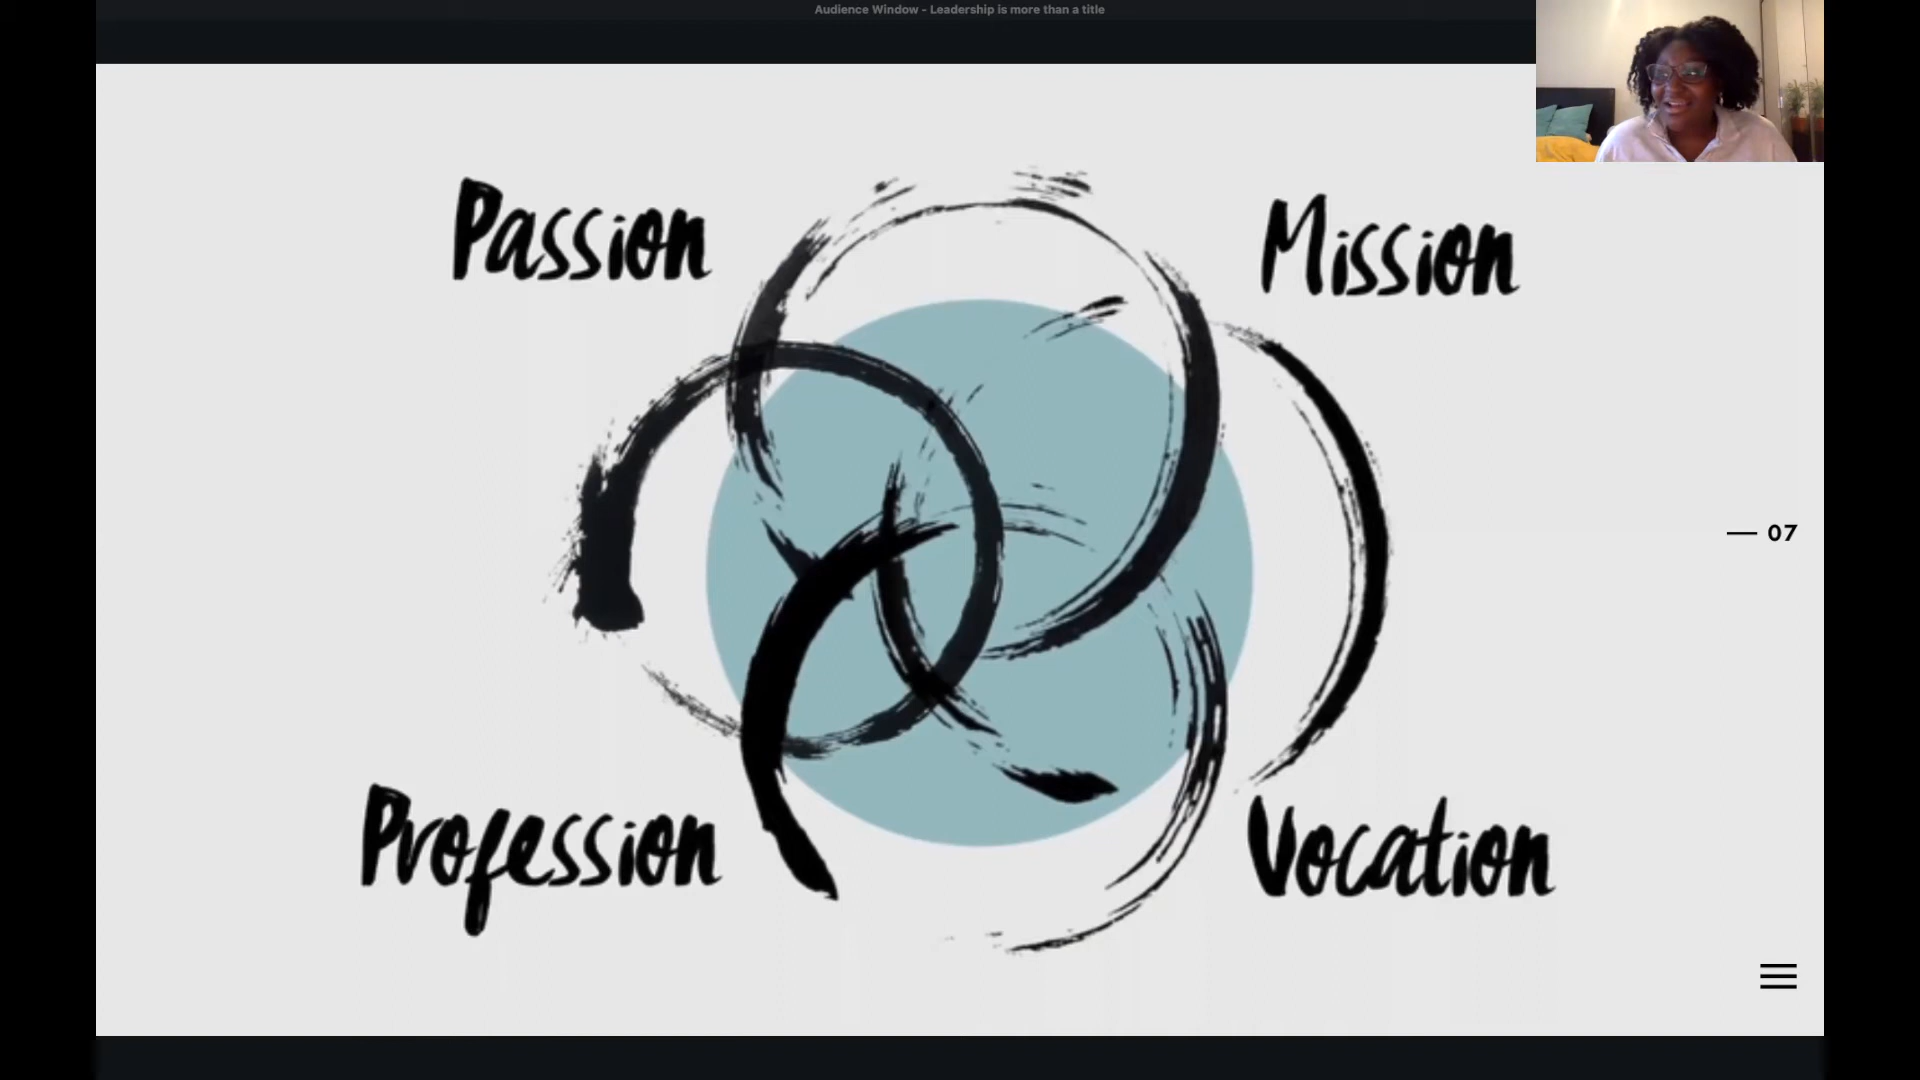 Audience Window - Leadership is more than a title
Passion
Mission
— 07
Profession
Vocation